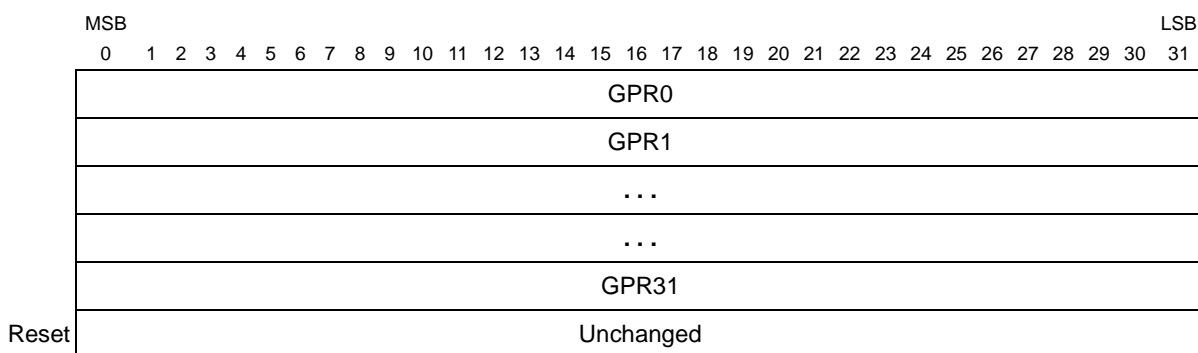 MSB LSB
0 1 2 3 4 5 6 7 8 9 10 11 12 13 14 15 16 17 18 19 20 21 22 23 24 25 26 27 28 29 30 31
GPR0
GPR1
. . .
. . .
GPR31
Reset Unchanged